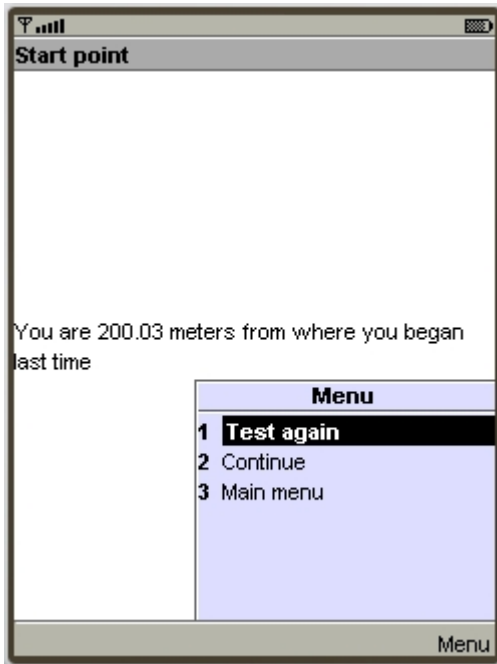 Start point
You are 200.03 meters from where you began
last time
Menu
1 Test again
2 Continue
3 Main menu
Menu